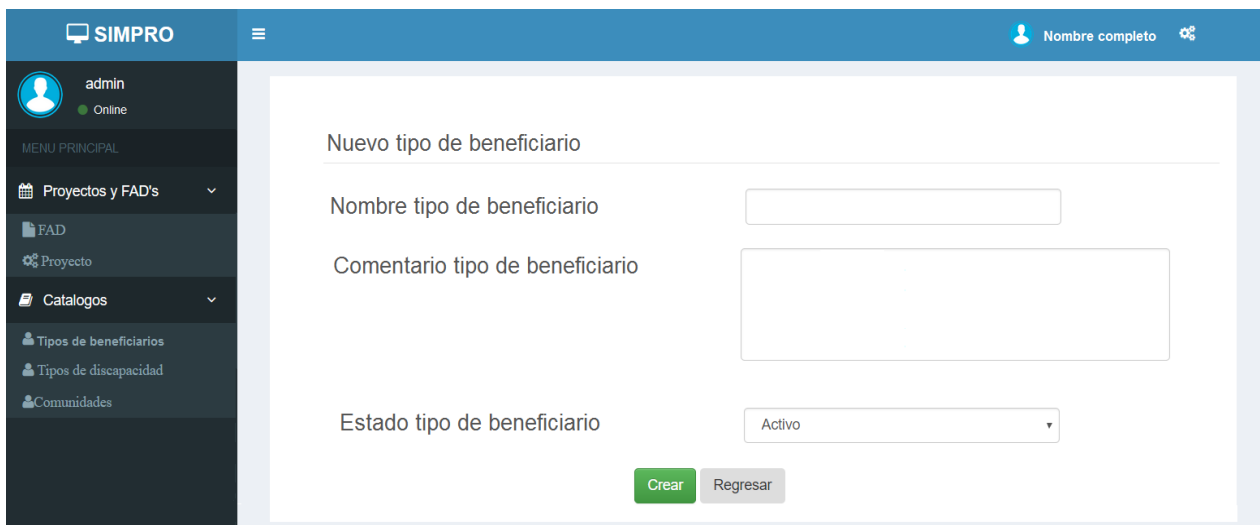 SIMPRO
Nombre completo
admin
Online
MENU PRINCIPAL
Proyectos y FAD's
FAD
Proyecto
Catalogos
Tipos de beneficiarios
Tipos de discapacidad
Comunidades
Nuevo tipo de beneficiario
Nombre tipo de beneficiario
Comentario tipo de beneficiario
Estado tipo de beneficiario
Activo
Crear Regresar